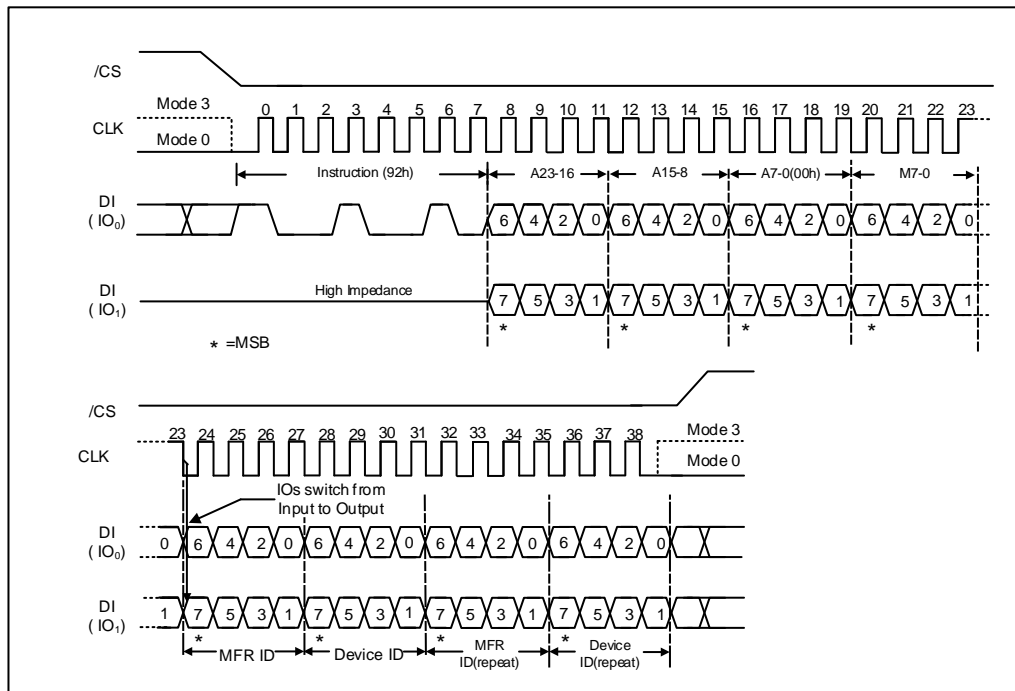 /CS
Mode 3
CLK
Mode 0
0 1 2 3 4 5 6 7 8 9 10 11 12 13 14 15 16 17 18 19 20 21 22 23
Instruction (92h) A23-16 A15-8 A7-0(00h) M7-0
DI
( IO0)
6 4 2 0 6 4 2 0 6 4 2 0 6 4 2 0
High Impedance
DI
( IO1)
7 5 3 1 7 5 3 1 7 5 3 1 7 5 3 1
* * * *
* =MSB
/CS
23 24 25 26 27 28 29 30 31 32 33 34 35 36 37 38
CLK
Mode 3
Mode 0
IOs switch from
Input to Output
DI
( IO0)
0 6 4 2 0 6 4 2 0 6 4 2 0 6 4 2 0
DI
( IO1)
1 7 5 3 1 7 5 3 1 7 5 3 1 7 5 3 1
* * * *
MFR ID Device ID
MFR
ID(repeat)
Device
ID(repeat)